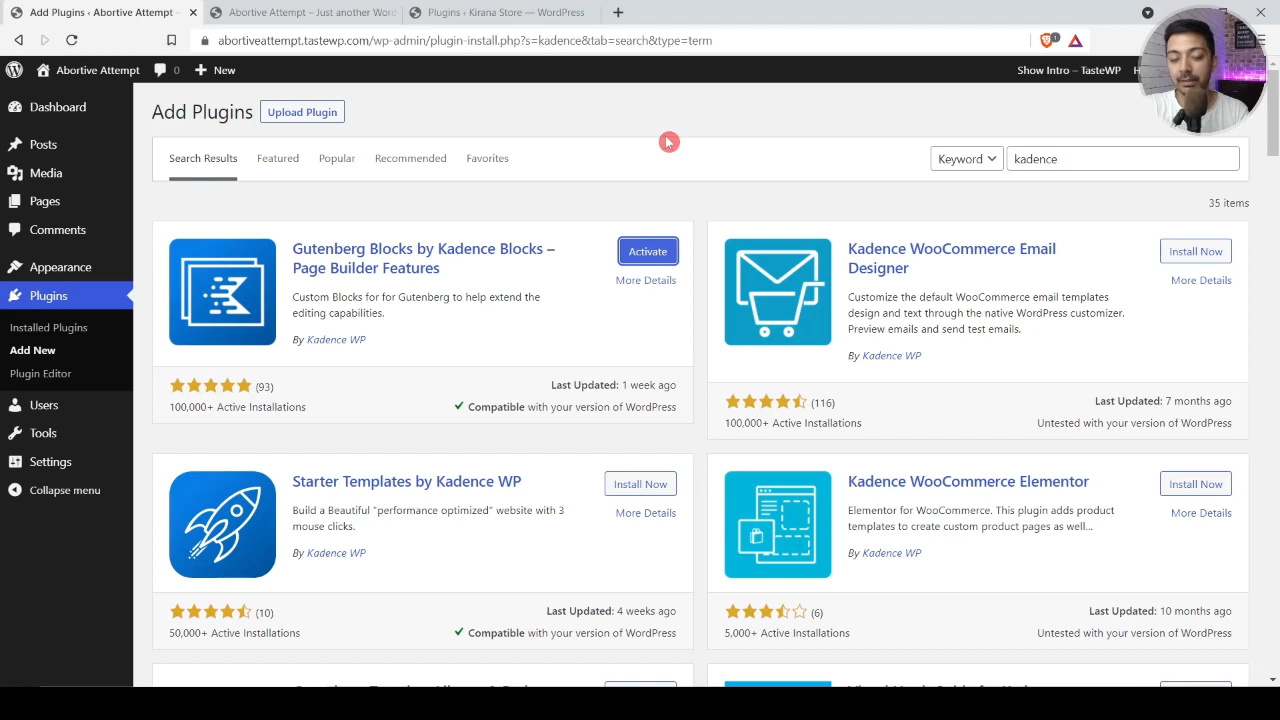 Add Plugins ‹ Abortive Attempt –
Abortive Attempt – Just another Wor
Plugins ‹ Kirana Store — WordPress
abortiveattempt.tastewp.com/wp-admin/plugin-install.php?s=kadence&tab=search&type=term
1
Abortive Attempt
0
New
Show Intro – TasteWP
H
Dashboard
Posts
Media
Pages
Comments
Appearance
Plugins
Installed Plugins
Add New
Plugin Editor
Users
Tools
Settings
Collapse menu
Add Plugins
Upload Plugin
Search Results
Featured
Popular
Recommended
Favorites
Keyword
kadence
35 items
Gutenberg Blocks by Kadence Blocks –
Page Builder Features
Activate
More Details
Custom Blocks for for Gutenberg to help extend the
editing capabilities.
By Kadence WP
(93)
Last Updated: 1 week ago
100,000+ Active Installations
Compatible with your version of WordPress
Kadence WooCommerce Email
Designer
Install Now
More Details
Customize the default WooCommerce email templates
design and text through the native WordPress customizer.
Preview emails and send test emails.
By Kadence WP
(116)
Last Updated: 7 months ago
100,000+ Active Installations
Untested with your version of WordPress
Starter Templates by Kadence WP
Install Now
More Details
Build a Beautiful "performance optimized" website with 3
mouse clicks.
By Kadence WP
(10)
Last Updated: 4 weeks ago
50,000+ Active Installations
Compatible with your version of WordPress
Kadence WooCommerce Elementor
Install Now
More Details
Elementor for WooCommerce. This plugin adds product
templates to create custom product pages as well...
By Kadence WP
(6)
Last Updated: 10 months ago
5,000+ Active Installations
Untested with your version of WordPress